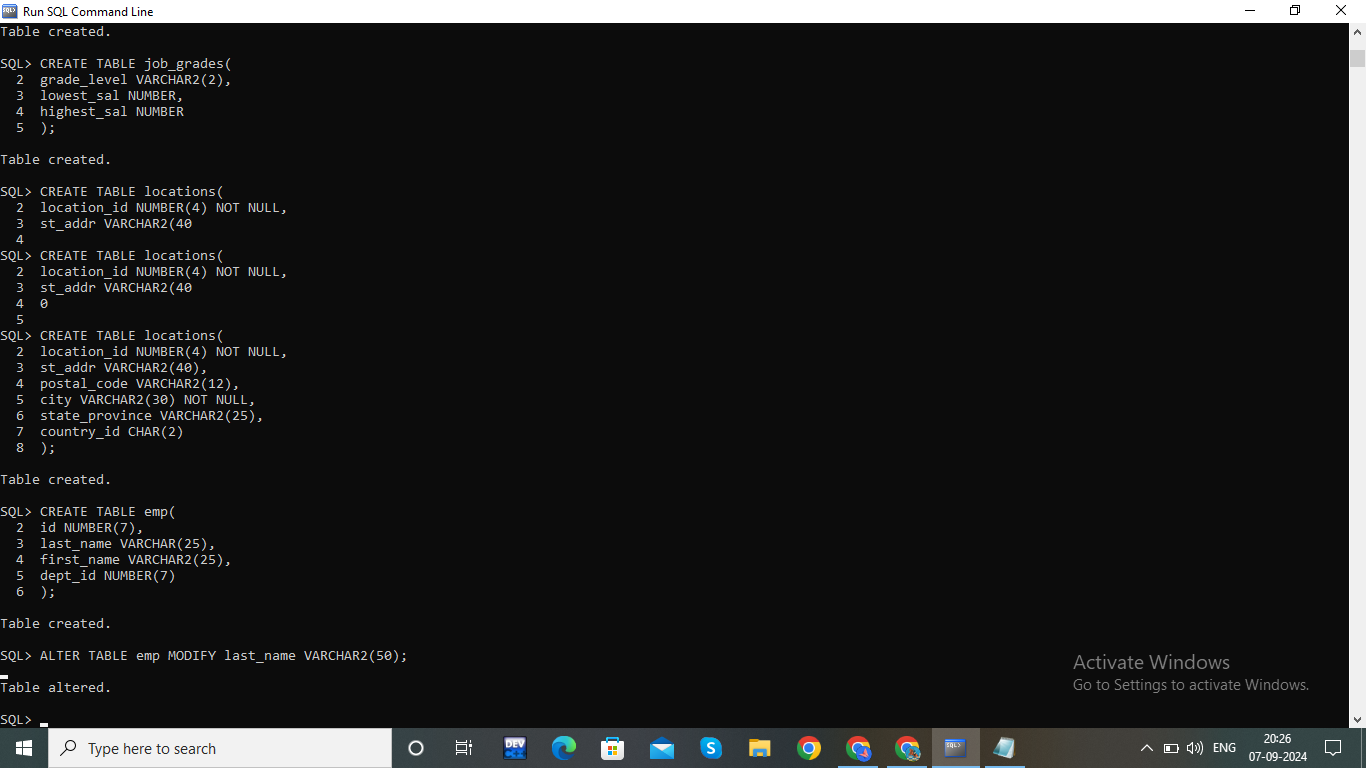 Run SQL Command Line
Table created.
SQL> CREATE TABLE job_grades(
2 grade_level VARCHAR2(2),
3 lowest_sal NUMBER,
4 highest_sal NUMBER
5 );
Table created.
SQL> CREATE TABLE locations(
2 location_id NUMBER(4) NOT NULL,
3 st_addr VARCHAR2(40
4
SQL> CREATE TABLE locations(
2 location_id NUMBER(4) NOT NULL,
3 st_addr VARCHAR2(40
4 0
5
SQL> CREATE TABLE locations(
2 location_id NUMBER(4) NOT NULL,
3 st_addr VARCHAR2(40),
4 postal_code VARCHAR2(12),
5 city VARCHAR2(30) NOT NULL,
6 state_province VARCHAR2(25),
7 country_id CHAR(2)
8 );
Table created.
SQL> CREATE TABLE emp(
2 id NUMBER(7),
3 last_name VARCHAR(25),
4 first_name VARCHAR2(25),
5 dept_id NUMBER(7)
6 );
Table created.
SQL> ALTER TABLE emp MODIFY last_name VARCHAR2(50);
Table altered.
SQL>
Activate Windows
Go to Settings to activate Windows.
Type here to search
DEV
ENG
20:26
07-09-2024